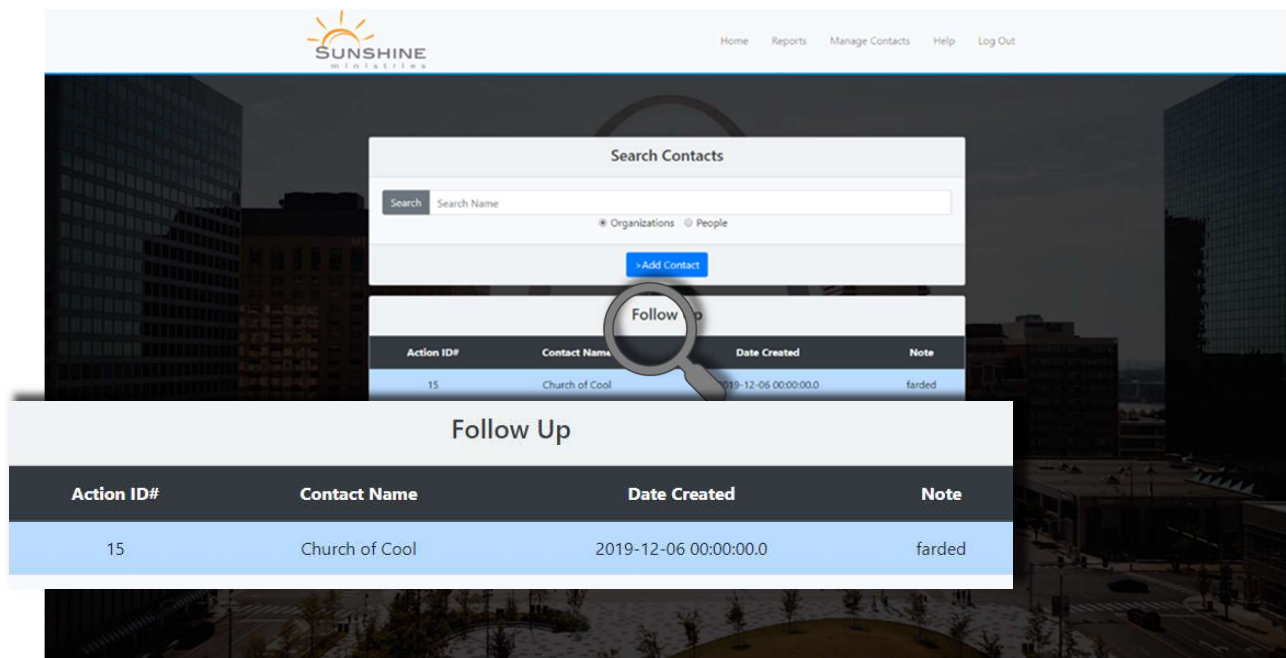 SUNSHINE
ministries
Home Reports Manage Contacts Help Log Out
Search Contacts
Search Search Name
Organizations People
>Add Contact
Follow p
Action ID# Contact Name Date Created Note
15 Church of Cool 2019-12-06 00:00:00.0 farded
Follow Up
Action ID# Contact Name Date Created Note
15 Church of Cool 2019-12-06 00:00:00.0 farded